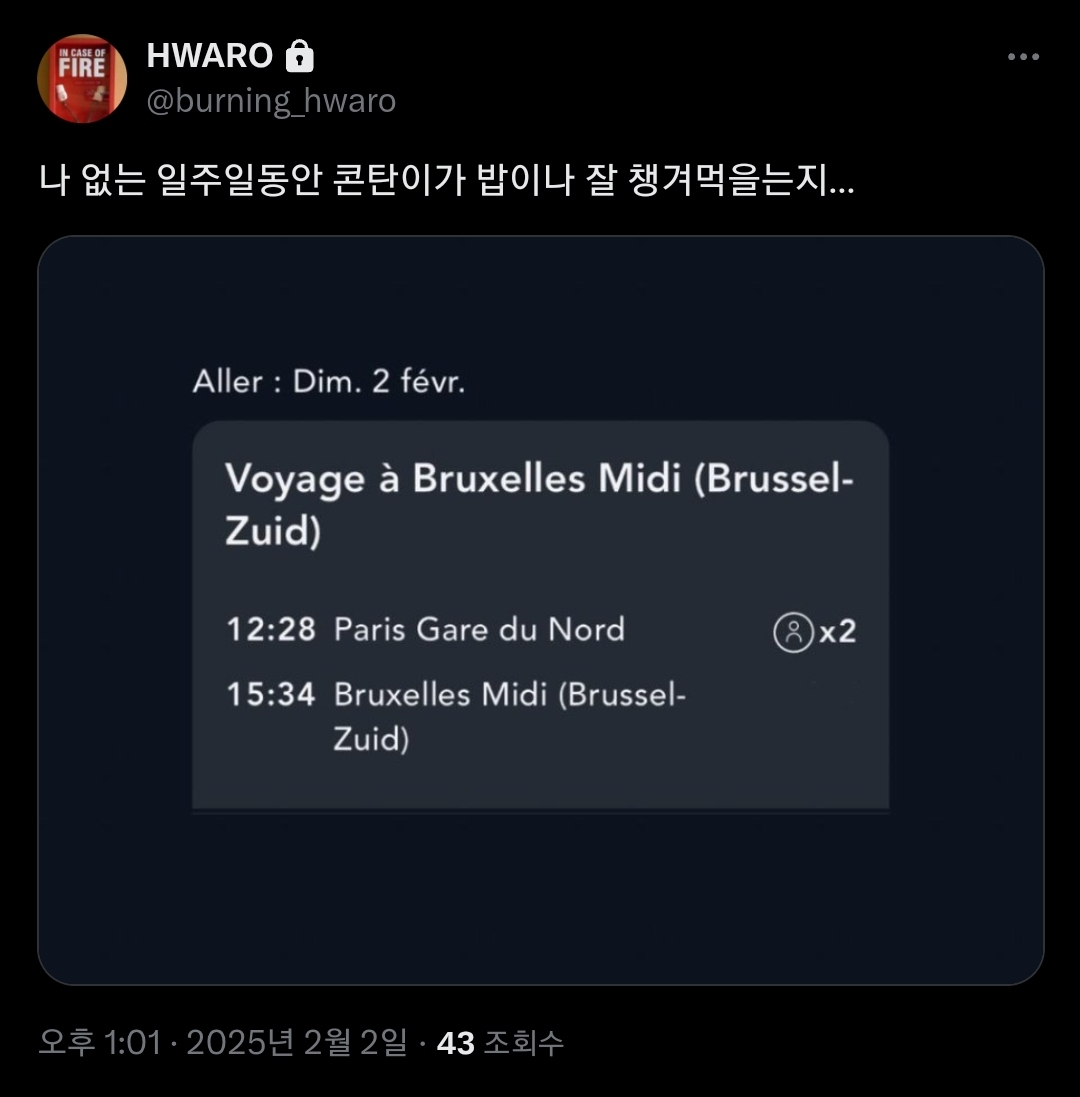 IN CASE OF
FIRE
HWARO
@burning_hwaro
나 없는 일주일동안 콘탄이가 밥이나 잘 챙겨먹을는지...
Aller : Dim. 2 févr.
Voyage à Bruxelles Midi (Brussel-
Zuid)
12:28 Paris Gare du Nord x2
15:34 Bruxelles Midi (Brussel-
Zuid)
오후 1:01 · 2025년 2월 2일 · 43 조회수